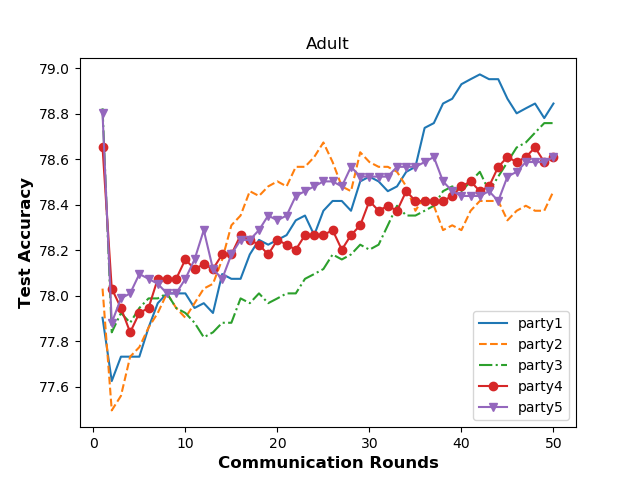 Adult
Test Accuracy
79.0
78.8
78.6
78.4
78.2
78.0
77.8
77.6
0 10 20 30 40 50
Communication Rounds
party1
party2
party3
party4
party5